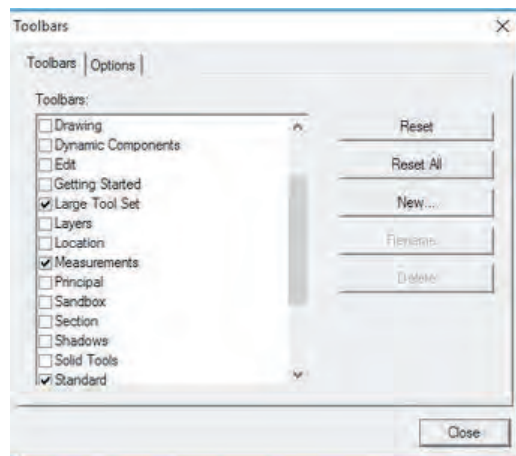 Toolbars
Toolbars
Options
Toolbars:
Drawing
Dynamic Components
Edit
Getting Started
Large Tool Set
Layers
Location
Measurements
Principal
Sandbox
Section
Shadows
Solid Tools
Standard
Reset
Reset All
New...
Rename...
Delete
Close